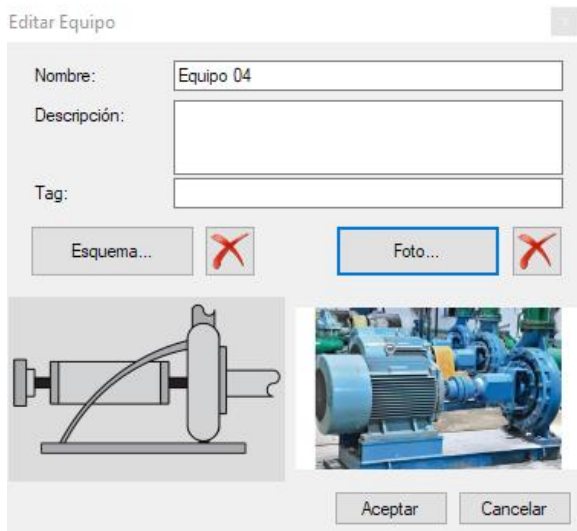 Editar Equipo
Nombre: Equipo 04
Descripción:
Tag:
Esquema... Foto...
Aceptar Cancelar